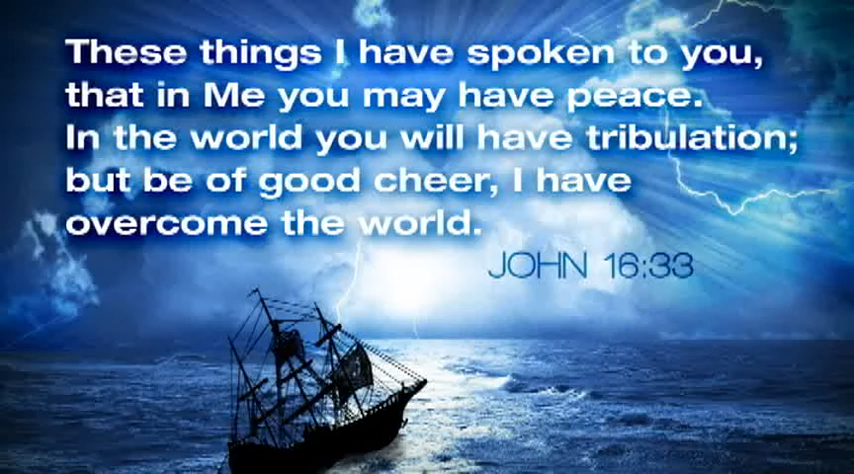 These things I have spoken to you,
that in Me you may have peace.
In the world you will have tribulation;
but be of good cheer, I have
overcome the world.
JOHN 16:33